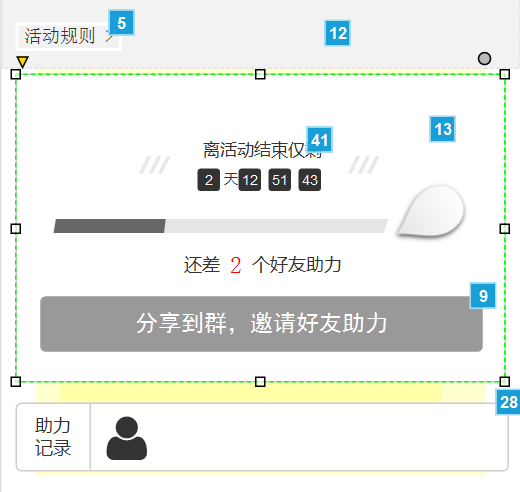 活动规则 >
5
12
13
41
离活动结束仅剩
2 天 12 51 43
还差 2 个好友助力
9
分享到群，邀请好友助力
28
助力
记录